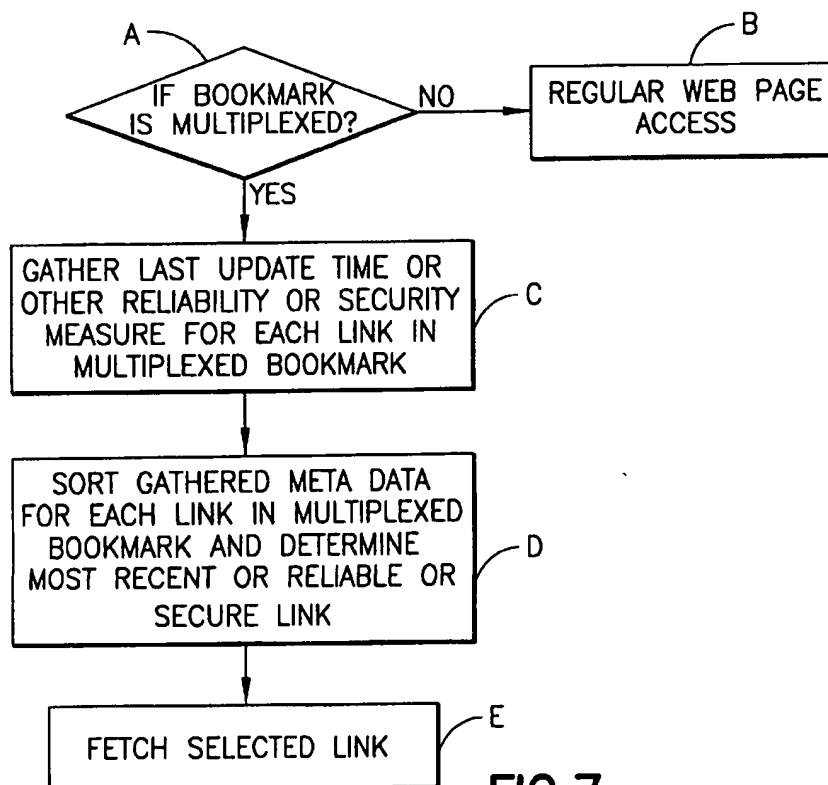 A
IF BOOKMARK
IS MULTIPLEXED?
NO
B
REGULAR WEB PAGE
ACCESS
YES
GATHER LAST UPDATE TIME OR
OTHER RELIABILITY OR SECURITY
MEASURE FOR EACH LINK IN
MULTIPLEXED BOOKMARK
C
SORT GATHERED META DATA
FOR EACH LINK IN MULTIPLEXED
BOOKMARK AND DETERMINE
MOST RECENT OR RELIABLE OR
SECURE LINK
D
FETCH SELECTED LINK
E
FIG.7